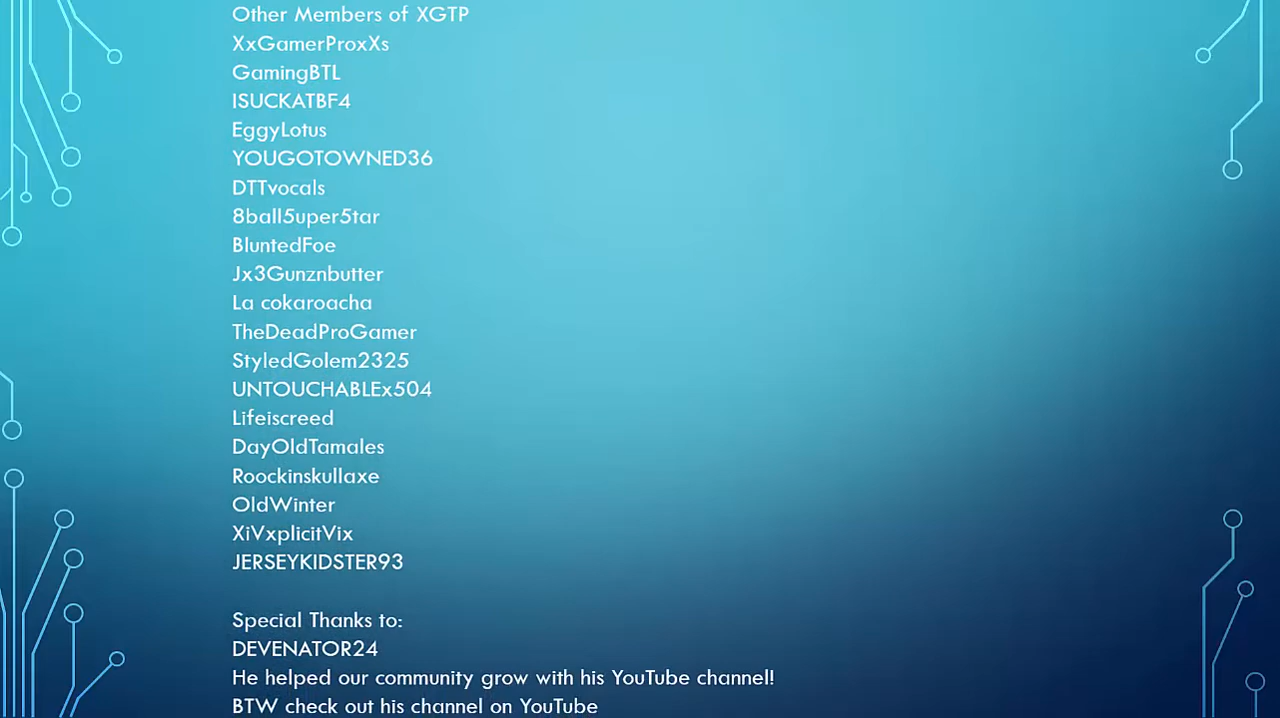 Other Members of XGTP
XxGamerProxXs
GamingBTL
ISUCKATBF4
EggyLotus
YOUGOTOWNED36
DTTvocals
8ball5uper5tar
BluntedFoe
Jx3Gunznbutter
La cokaroacha
TheDeadProGamer
StyledGolem2325
UNTOUCHABLEx504
Lifeiscreed
DayOldTamales
Roockinskullaxe
OldWinter
XiVxplicitVix
JERSEYKIDSTER93
Special Thanks to:
DEVENATOR24
He helped our community grow with his YouTube channel!
BTW check out his channel on YouTube